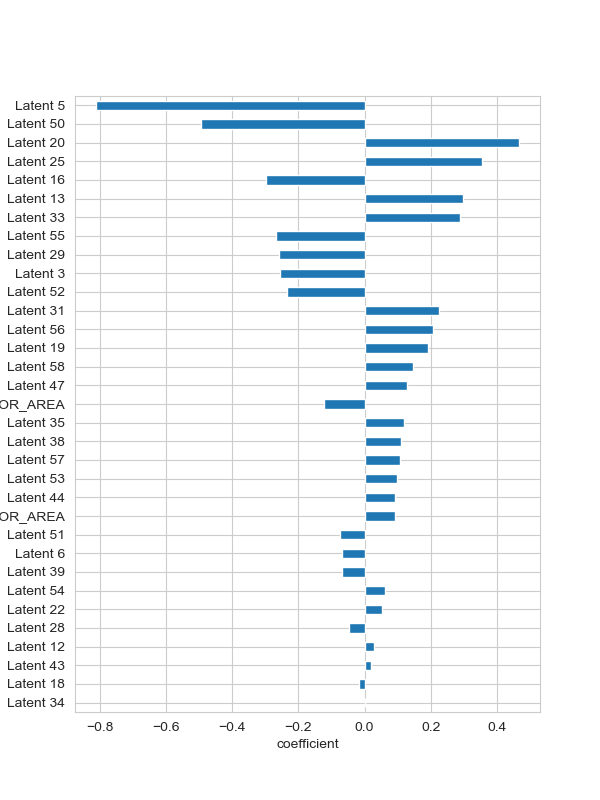 Latent 5
Latent 50
Latent 20
Latent 25
Latent 16
Latent 13
Latent 33
Latent 55
Latent 29
Latent 3
Latent 52
Latent 31
Latent 56
Latent 19
Latent 58
Latent 47
OR_AREA
Latent 35
Latent 38
Latent 57
Latent 53
Latent 44
OR_AREA
Latent 51
Latent 6
Latent 39
Latent 54
Latent 22
Latent 28
Latent 12
Latent 43
Latent 18
Latent 34
−0.8 −0.6 −0.4 −0.2 0.0 0.2 0.4
coefficient